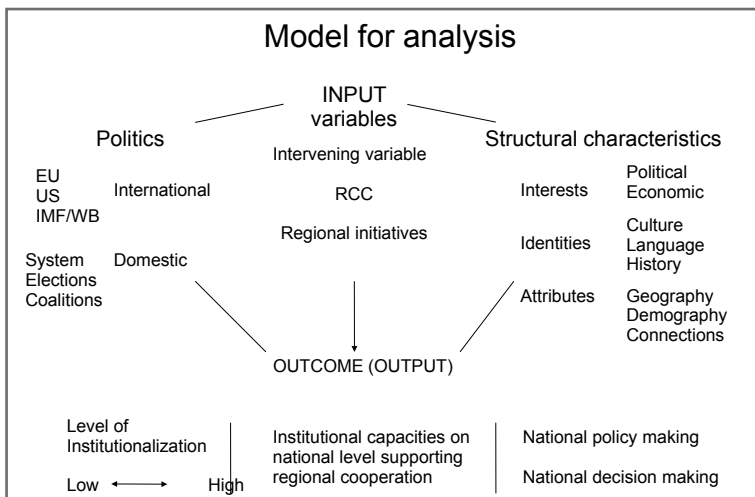 Model for analysis
INPUT
variables
Politics
Structural characteristics
Intervening variable
EU
US
IMF/WB
International
RCC
Interests
Political
Economic
Regional initiatives
Identities
Culture
Language
History
System
Elections
Coalitions
Domestic
Attributes
Geography
Demography
Connections
OUTCOME (OUTPUT)
Level of
Institutionalization
Low
High
Institutional capacities on
national level supporting
regional cooperation
National policy making
National decision making